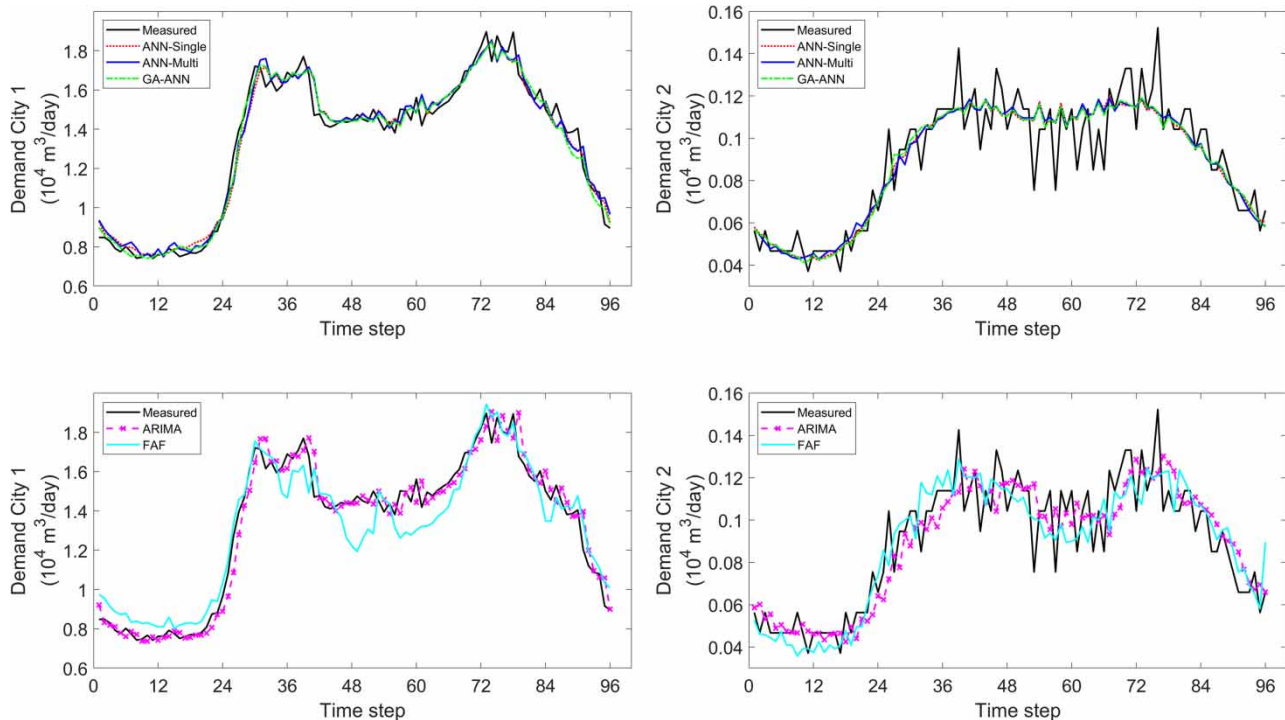 Demand City 1
(10⁴ m³/day)
1.8
1.6
1.4
1.2
1
0.8
0.6
Measured
ANN-Single
ANN-Multi
GA-ANN
0 12 24 36 48 60 72 84 96
Time step
Demand City 2
(10⁴ m³/day)
0.16
0.14
0.12
0.1
0.08
0.06
0.04
Measured
ANN-Single
ANN-Multi
GA-ANN
0 12 24 36 48 60 72 84 96
Time step
Demand City 1
(10⁴ m³/day)
1.8
1.6
1.4
1.2
1
0.8
0.6
Measured
ARIMA
FAF
0 12 24 36 48 60 72 84 96
Time step
Demand City 2
(10⁴ m³/day)
0.16
0.14
0.12
0.1
0.08
0.06
0.04
Measured
ARIMA
FAF
0 12 24 36 48 60 72 84 96
Time step